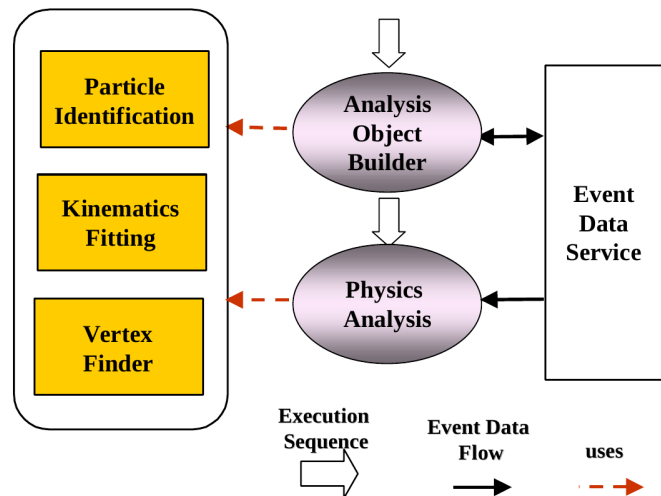 Particle
Identification
Kinematics
Fitting
Vertex
Finder
Analysis
Object
Builder
Physics
Analysis
Event
Data
Service
Execution
Sequence
Event Data
Flow
uses